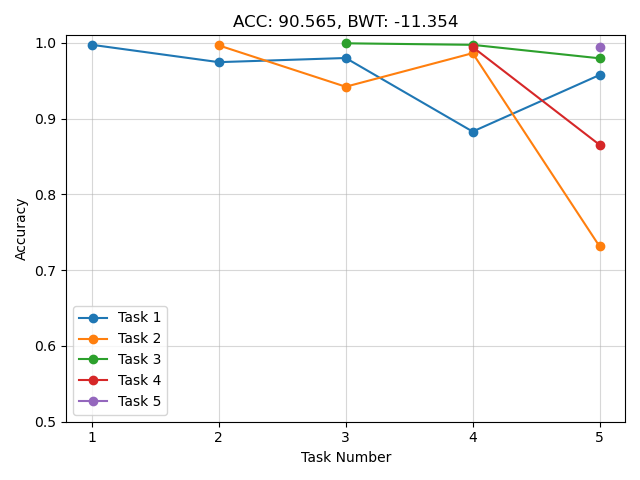 ACC: 90.565, BWT: -11.354
1.0
0.9
0.8
0.7
0.6
0.5
Accuracy
Task 1
Task 2
Task 3
Task 4
Task 5
1 2 3 4 5
Task Number